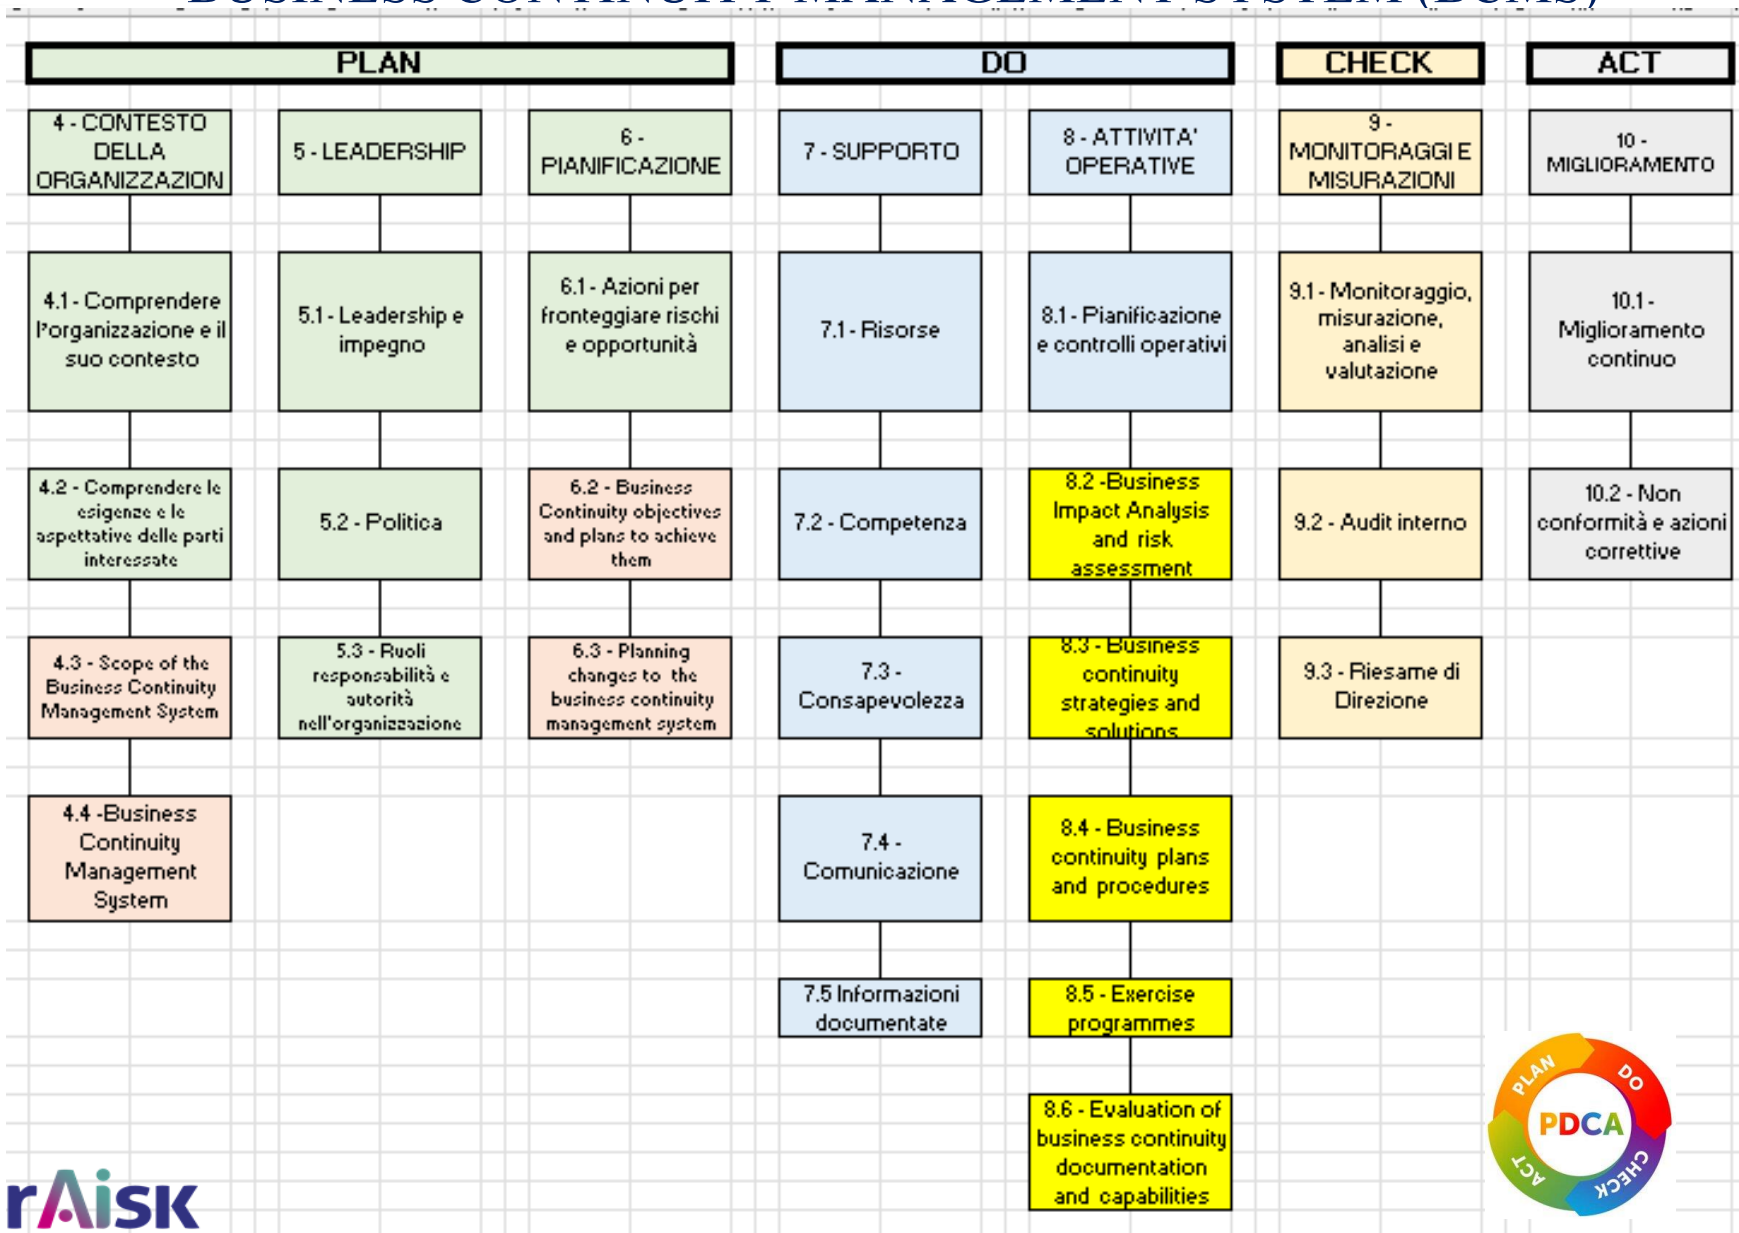 BUSINESS CONTINUITY MANAGEMENT SYSTEM (BCMS)
PLAN
DO
CHECK
ACT
4 - CONTESTO
DELLA
ORGANIZZAZION
5 - LEADERSHIP
6 -
PIANIFICAZIONE
7 - SUPPORTO
8 - ATTIVITA'
OPERATIVE
9 -
MONITORAGGI E
MISURAZIONI
10 -
MIGLIORAMENTO
4.1 - Comprendere
l'organizzazione e il
suo contesto
5.1 - Leadership e
impegno
6.1 - Azioni per
fronteggiare rischi
e opportunità
7.1 - Risorse
8.1 - Pianificazione
e controlli operativi
9.1 - Monitoraggio,
misurazione,
analisi e
valutazione
10.1 -
Miglioramento
continuo
4.2 - Comprendere le
esigenze e le
aspettative delle parti
interessate
5.2 - Politica
6.2 - Business
Continuity objectives
and plans to achieve
them
7.2 - Competenza
8.2 -Business
Impact Analysis
and risk
assessment
9.2 - Audit interno
10.2 - Non
conformità e azioni
correttive
4.3 - Scope of the
Business Continuity
Management System
5.3 - Ruoli
responsabilità e
autorità
nell'organizzazione
6.3 - Planning
changes to the
business continuity
management system
7.3 -
Consapevolezza
8.3 - Business
continuity
strategies and
solutions
9.3 - Riesame di
Direzione
4.4 -Business
Continuity
Management
System
7.4 -
Comunicazione
8.4 - Business
continuity plans
and procedures
7.5 Informazioni
documentate
8.5 - Exercise
programmes
8.6 - Evaluation of
business continuity
documentation
and capabilities
PLAN
DO
PDCA
ACT
CHECK
rAisk